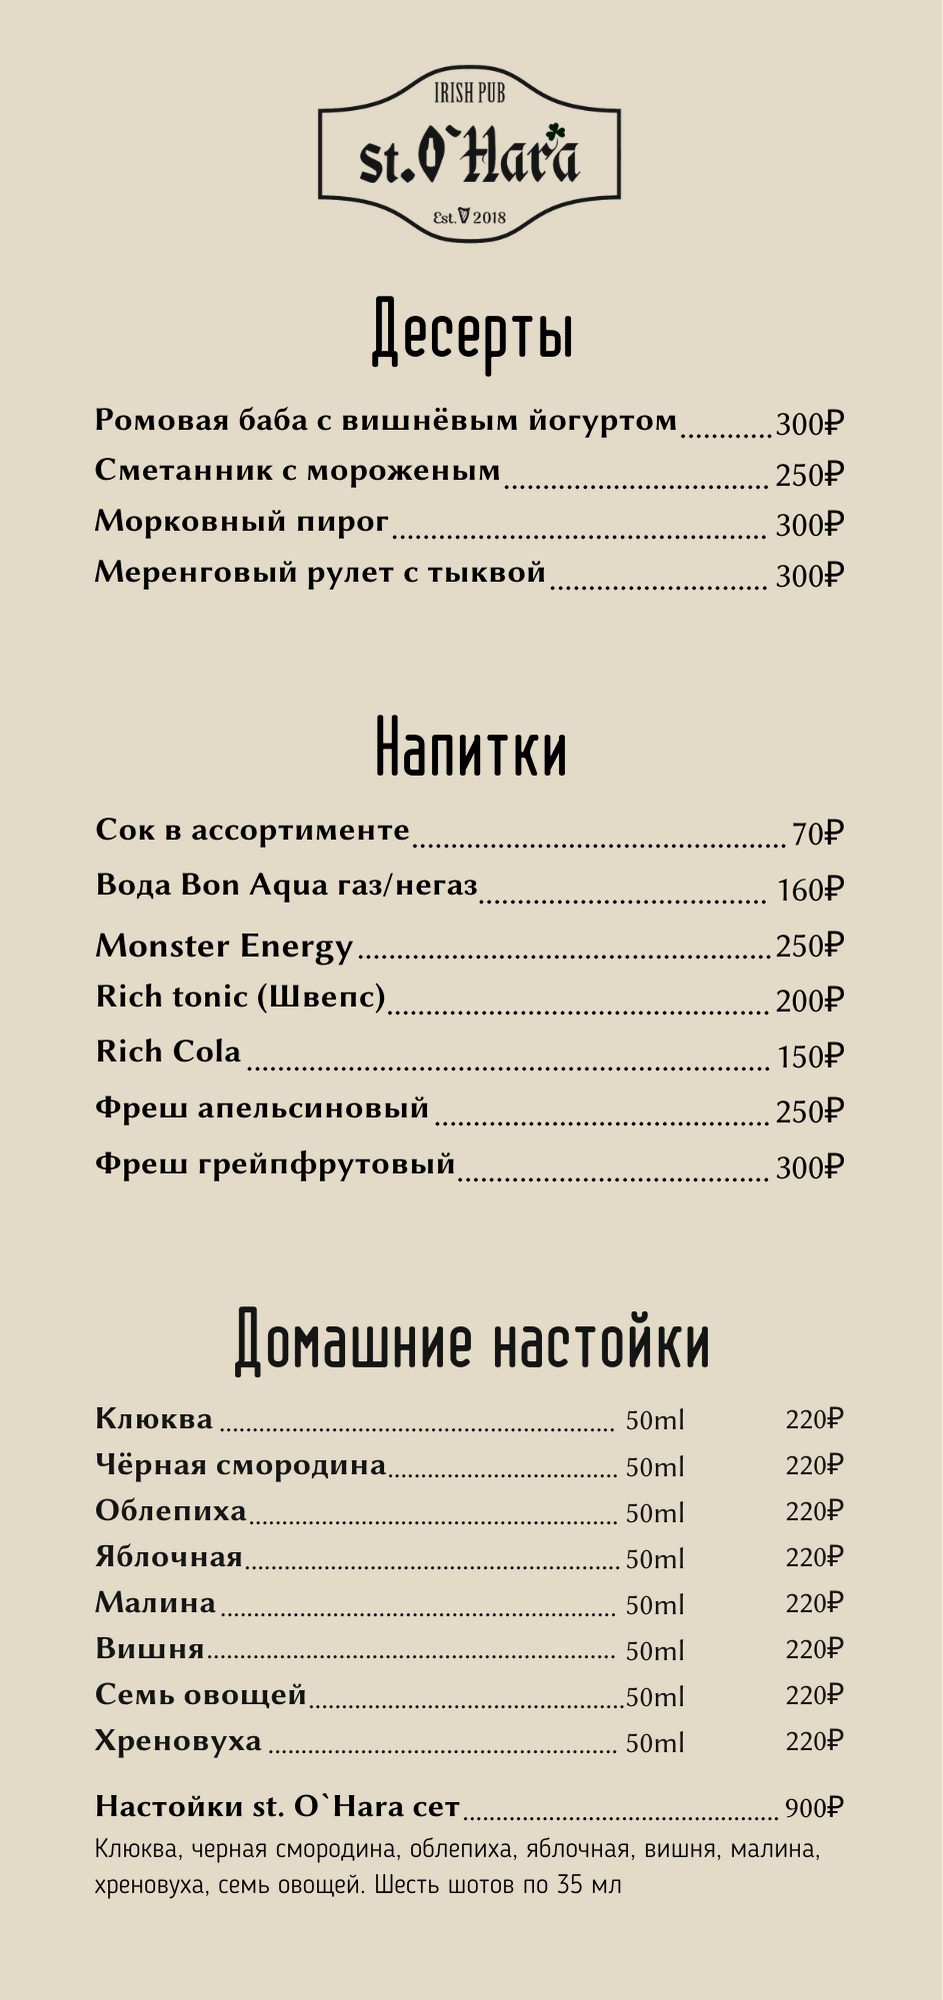 IRISH PUB
st.O`Hara
Est. 2018
Десерты
Ромовая баба с вишнёвым йогуртом............300₽
Сметанник с мороженым........................................ 250₽
Морковный пирог......................................................... 300₽
Меренговый рулет с тыквой................................. 300₽
Напитки
Сок в ассортименте......................................................... 70₽
Вода Bon Aqua газ/негаз............................................ 160₽
Monster Energy ...............................................................250₽
Rich tonic (Швепс).......................................................... 200₽
Rich Cola ................................................................................ 150₽
Фреш апельсиновый .................................................. 250₽
Фреш грейпфрутовый............................................... 300₽
Домашние настойки
Клюква ...................................................................... 50ml 220₽
Чёрная смородина......................................... 50ml 220₽
Облепиха................................................................. 50ml 220₽
Яблочная.................................................................. 50ml 220₽
Малина ...................................................................... 50ml 220₽
Вишня........................................................................ 50ml 220₽
Семь овощей.........................................................50ml 220₽
Хреновуха .............................................................. 50ml 220₽
Настойки st. O`Hara сет......................................................... 900₽
Клюква, черная смородина, облепиха, яблочная, вишня, малина,
хреновуха, семь овощей. Шесть шотов по 35 мл